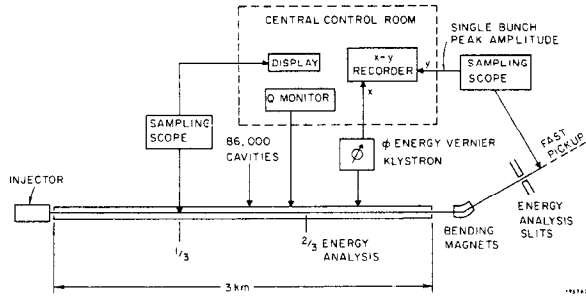 CENTRAL CONTROL ROOM
SINGLE BUNCH
PEAK AMPLITUDE
DISPLAY
x-y
RECORDER
y
x
SAMPLING
SCOPE
Q MONITOR
SAMPLING
SCOPE
86,000
CAVITIES
ϕ
ϕ ENERGY VERNIER
KLYSTRON
FAST
PICKUP
INJECTOR
1/3
2/3 ENERGY
ANALYSIS
BENDING
MAGNETS
ENERGY
ANALYSIS
SLITS
3 km